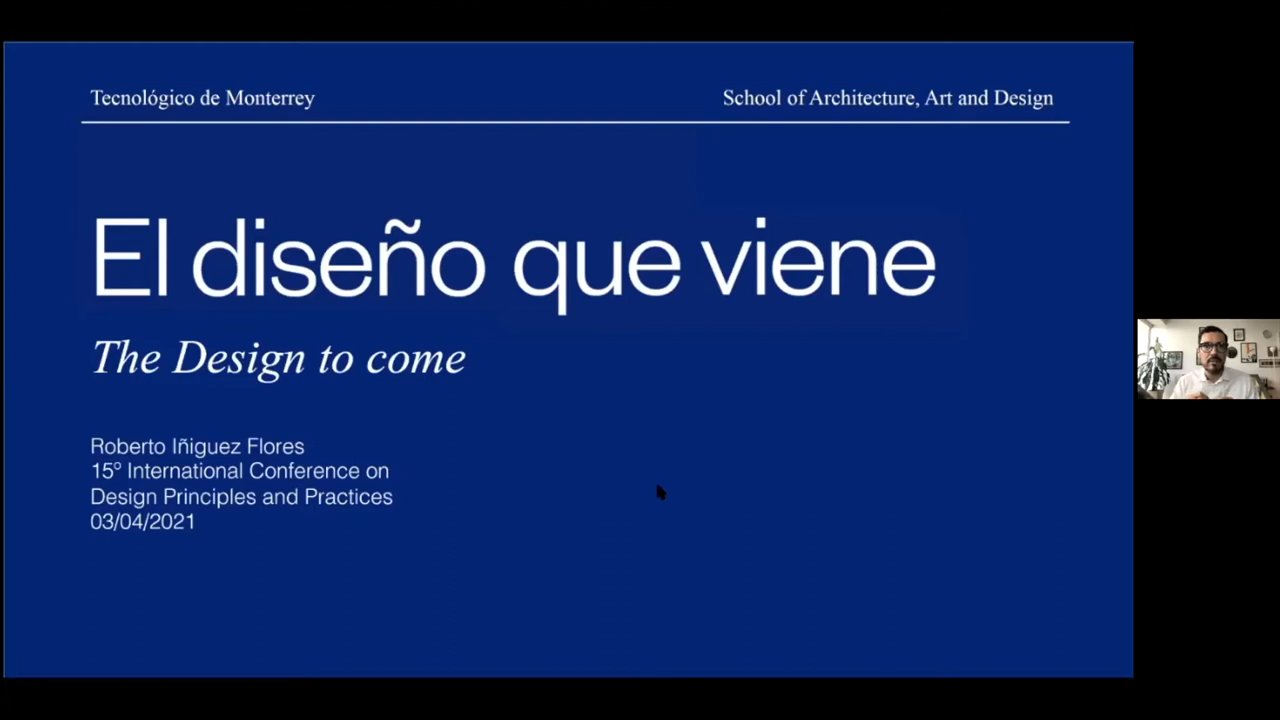 Tecnológico de Monterrey
School of Architecture, Art and Design
El diseño que viene
The Design to come
Roberto Iñiguez Flores
15º International Conference on
Design Principles and Practices
03/04/2021